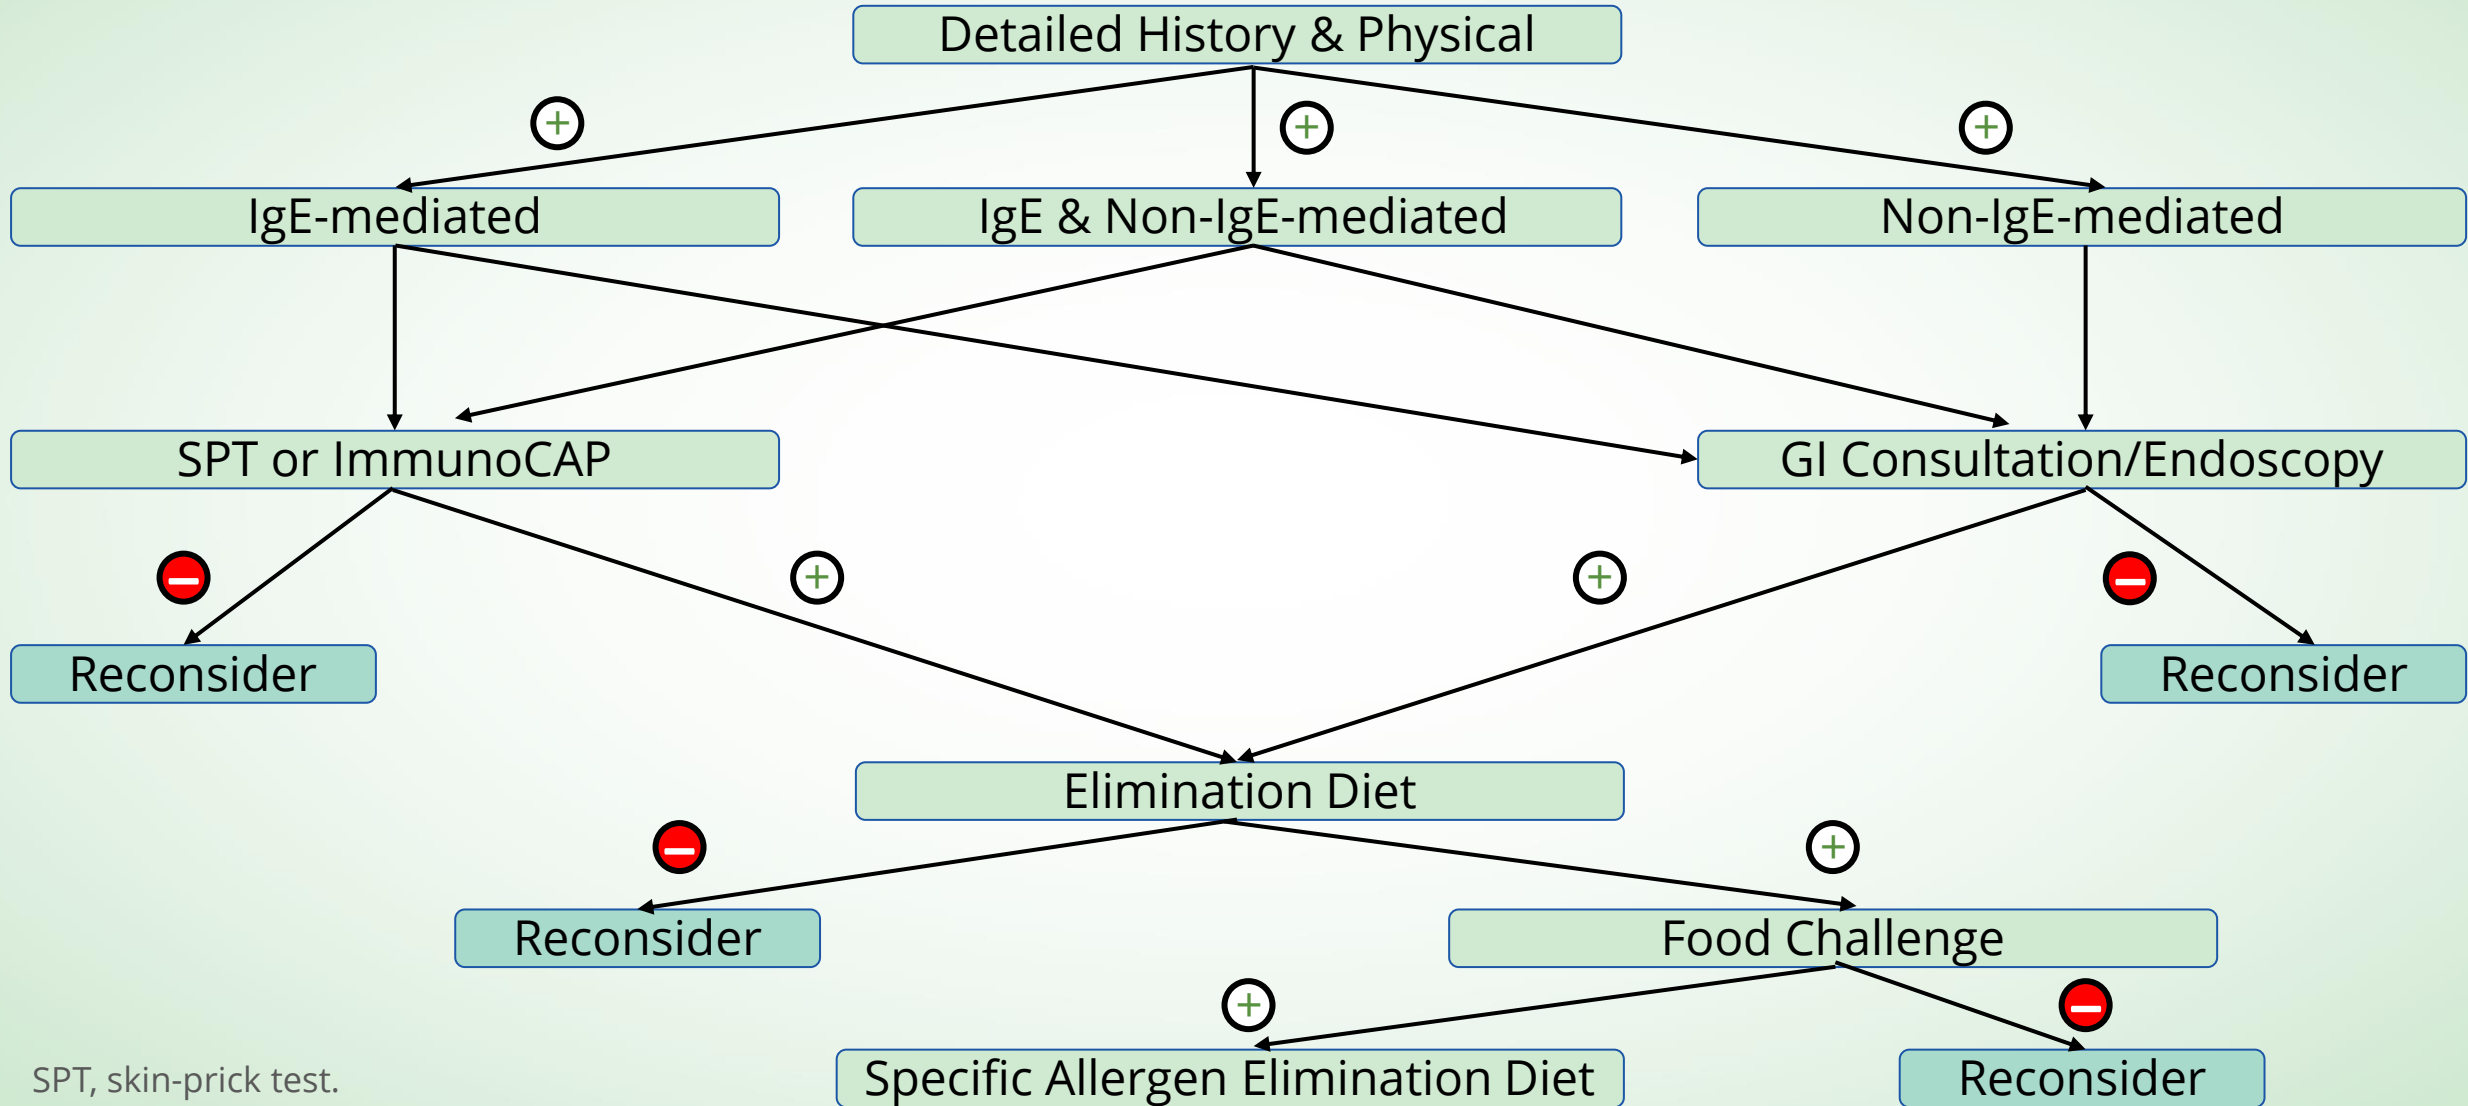 Detailed History & Physical
+
+
+
IgE-mediated
IgE & Non-IgE-mediated
Non-IgE-mediated
SPT or ImmunoCAP
GI Consultation/Endoscopy
–
+
+
–
Reconsider
Reconsider
Elimination Diet
–
+
Reconsider
Food Challenge
+
–
Specific Allergen Elimination Diet
Reconsider
SPT, skin-prick test.